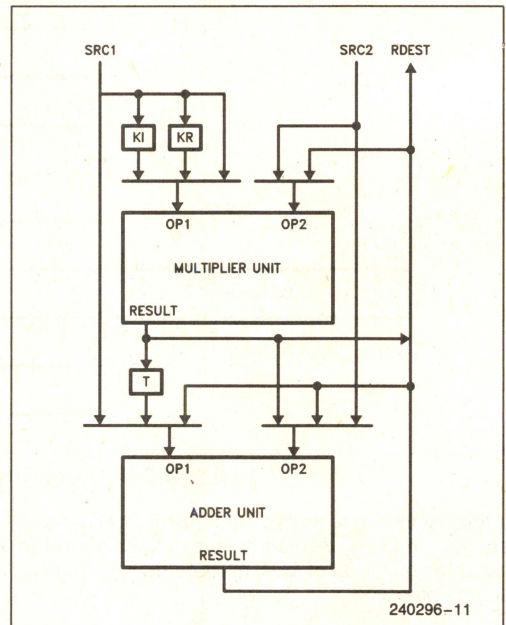 SRC1 SRC2 RDEST
KI KR
OP1 OP2
MULTIPLIER UNIT
RESULT
T
OP1 OP2
ADDER UNIT
RESULT
240296-11